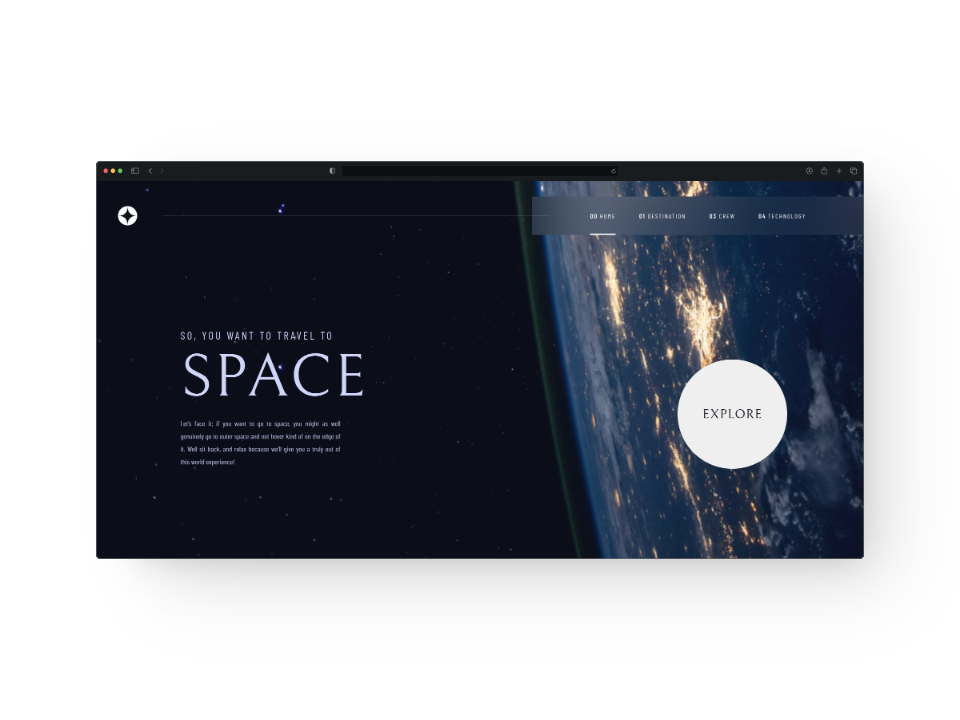 00 HOME 01 DESTINATION 03 CREW 04 TECHNOLOGY
SO, YOU WANT TO TRAVEL TO
SPACE
Let's face it; if you want to go to space, you might as well
genuinely go to outer space and not hover kind of on the edge of
it. Well sit back, and relax because we'll give you a truly out of
this world experience!
EXPLORE